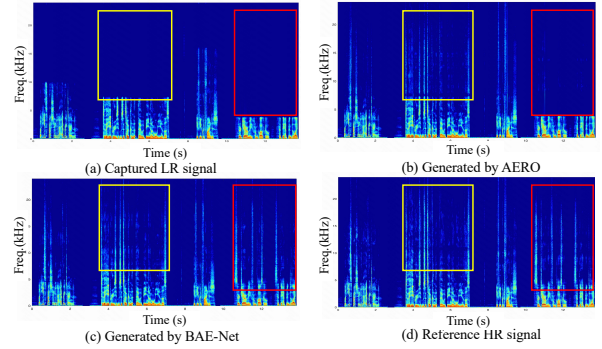 Freq.(kHz)
Time (s)
(a) Captured LR signal
Freq.(kHz)
Time (s)
(b) Generated by AERO
Freq.(kHz)
Time (s)
(c) Generated by BAE-Net
Freq.(kHz)
Time (s)
(d) Reference HR signal